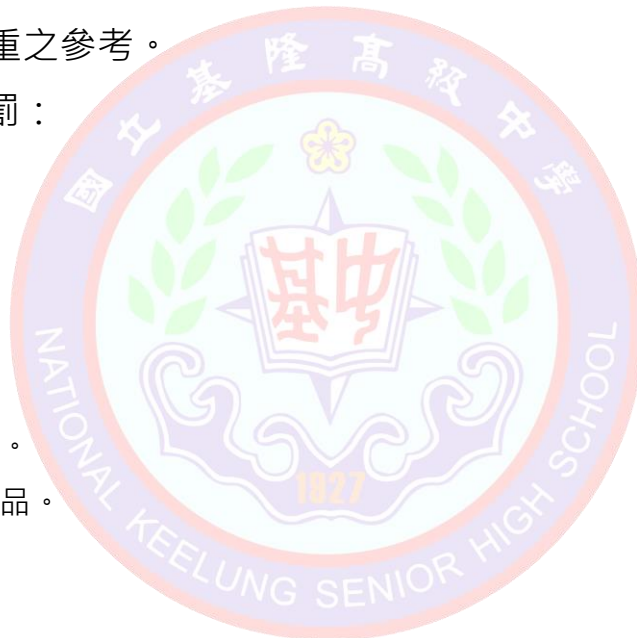 重之參考。
罰：
國立基隆高級中學
基中
。
品。
1927
NATIONAL KEELUNG SENIOR HIGH SCHOOL